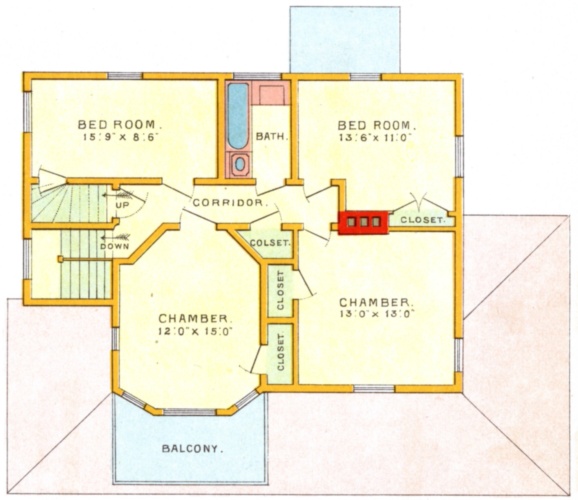 BED ROOM.
15'9" X 8'6"
BATH.
BED ROOM.
13'6" X 11'0"
UP
CORRIDOR.
CLOSET.
DOWN
COLSET.
CLOSET
CHAMBER.
12'0" X 15'0"
CHAMBER.
13'0" X 13'0"
CLOSET
BALCONY.